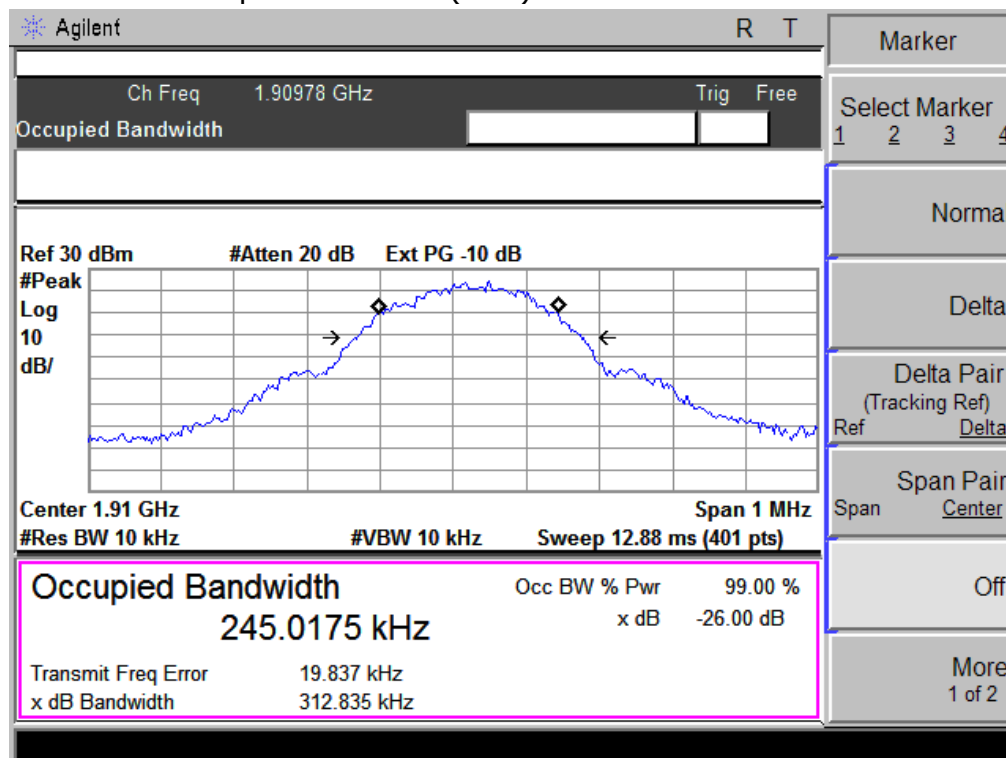 Agilent R T
Ch Freq 1.90978 GHz Trig Free
Occupied Bandwidth
Ref 30 dBm #Atten 20 dB Ext PG -10 dB
#Peak
Log
10
dB/
Center 1.91 GHz Span 1 MHz
#Res BW 10 kHz #VBW 10 kHz Sweep 12.88 ms (401 pts)
Occupied Bandwidth
245.0175 kHz
Occ BW % Pwr 99.00 %
x dB -26.00 dB
Transmit Freq Error 19.837 kHz
x dB Bandwidth 312.835 kHz
Marker
Select Marker
1 2 3 4
Norma
Delta
Delta Pair
(Tracking Ref)
Ref Delta
Span Pair
Span Center
Off
More
1 of 2